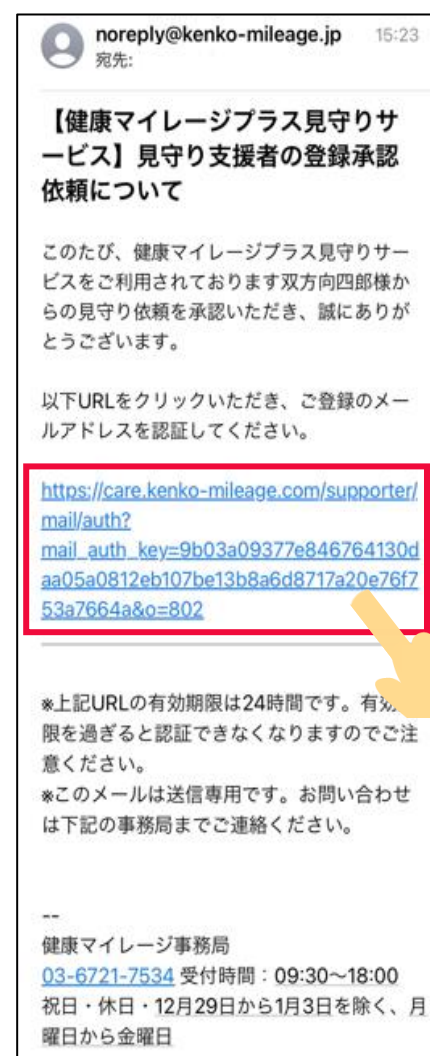 noreply@kenko-mileage.jp 15:23
宛先:
【健康マイレージプラス見守りサ
ービス】見守り支援者の登録承認
依頼について
このたび、健康マイレージプラス見守りサー
ビスをご利用されております双方向四郎様か
らの見守り依頼を承認いただき、誠にありが
とうございます。
以下URLをクリックいただき、ご登録のメー
ルアドレスを認証してください。
https://care.kenko-mileage.com/supporter/
mail/auth?
mail_auth_key=9b03a09377e846764130d
aa05a0812eb107be13b8a6d8717a20e76f7
53a7664a&o=802
※上記URLの有効期限は24時間です。有効
限を過ぎると認証できなくなりますのでご注
意ください。
※このメールは送信専用です。お問い合わせ
は下記の事務局までご連絡ください。
--
健康マイレージ事務局
03-6721-7534 受付時間：09:30〜18:00
祝日・休日・12月29日から1月3日を除く、月
曜日から金曜日